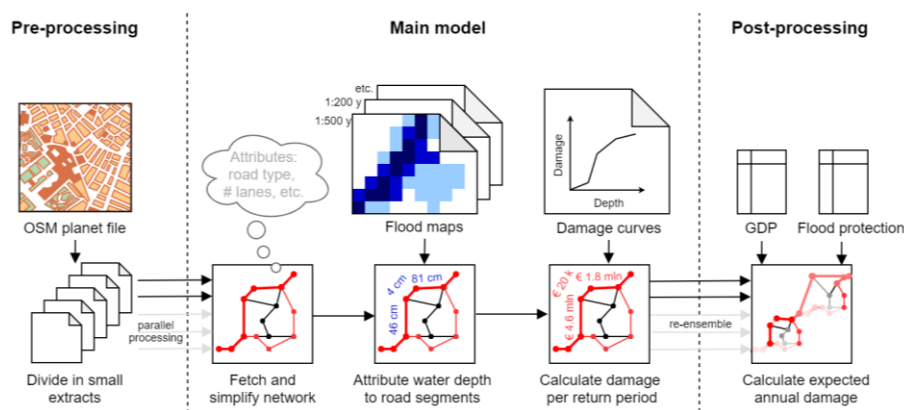 Pre-processing
Main model
Post-processing
etc.
1:200 y
1:500 y
Attributes:
road type,
# lanes, etc.
Damage
Depth
OSM planet file
Flood maps
Damage curves
GDP
Flood protection
parallel
processing
46 cm
4 cm
81 cm
€ 4.6 mln
€ 20 k
€ 1.8 mln
re-ensemble
Divide in small
extracts
Fetch and
simplify network
Attribute water depth
to road segments
Calculate damage
per return period
Calculate expected
annual damage